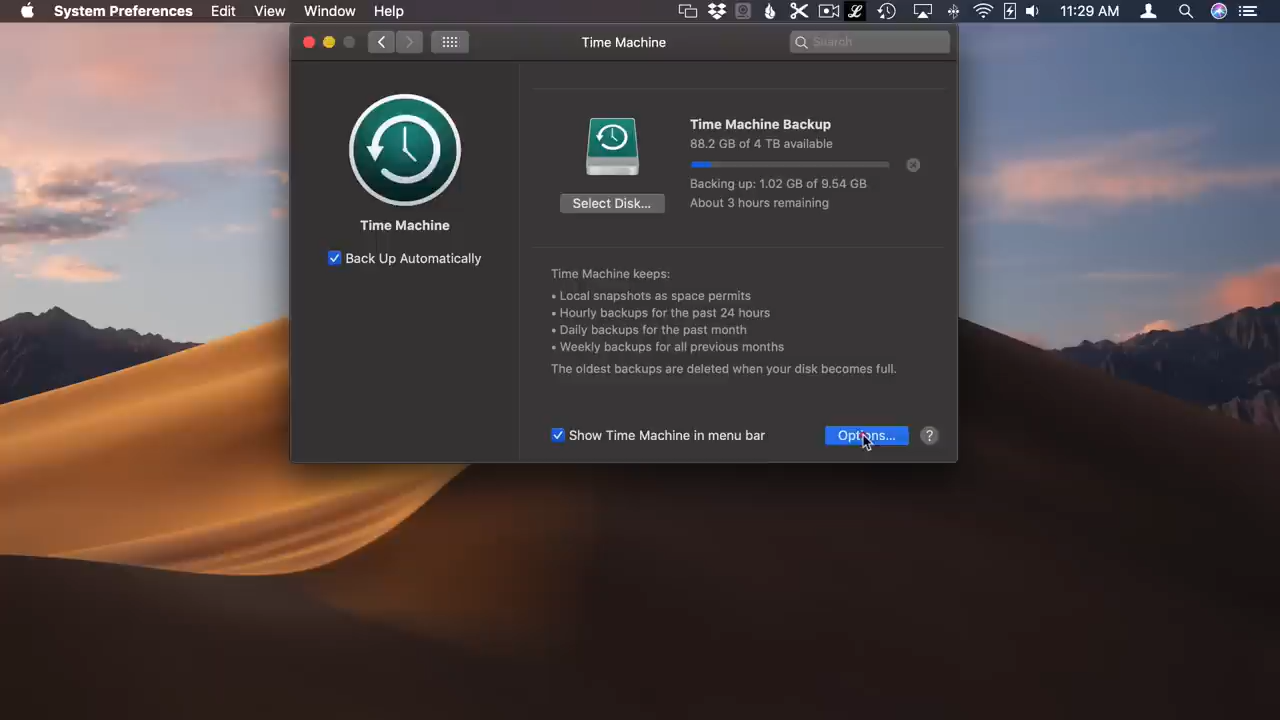 System Preferences Edit View Window Help 11:29 AM
Time Machine
Search
Time Machine Backup
88.2 GB of 4 TB available
Backing up: 1.02 GB of 9.54 GB
About 3 hours remaining
Select Disk...
Time Machine
Back Up Automatically
Time Machine keeps:
• Local snapshots as space permits
• Hourly backups for the past 24 hours
• Daily backups for the past month
• Weekly backups for all previous months
The oldest backups are deleted when your disk becomes full.
Show Time Machine in menu bar
Options... ?